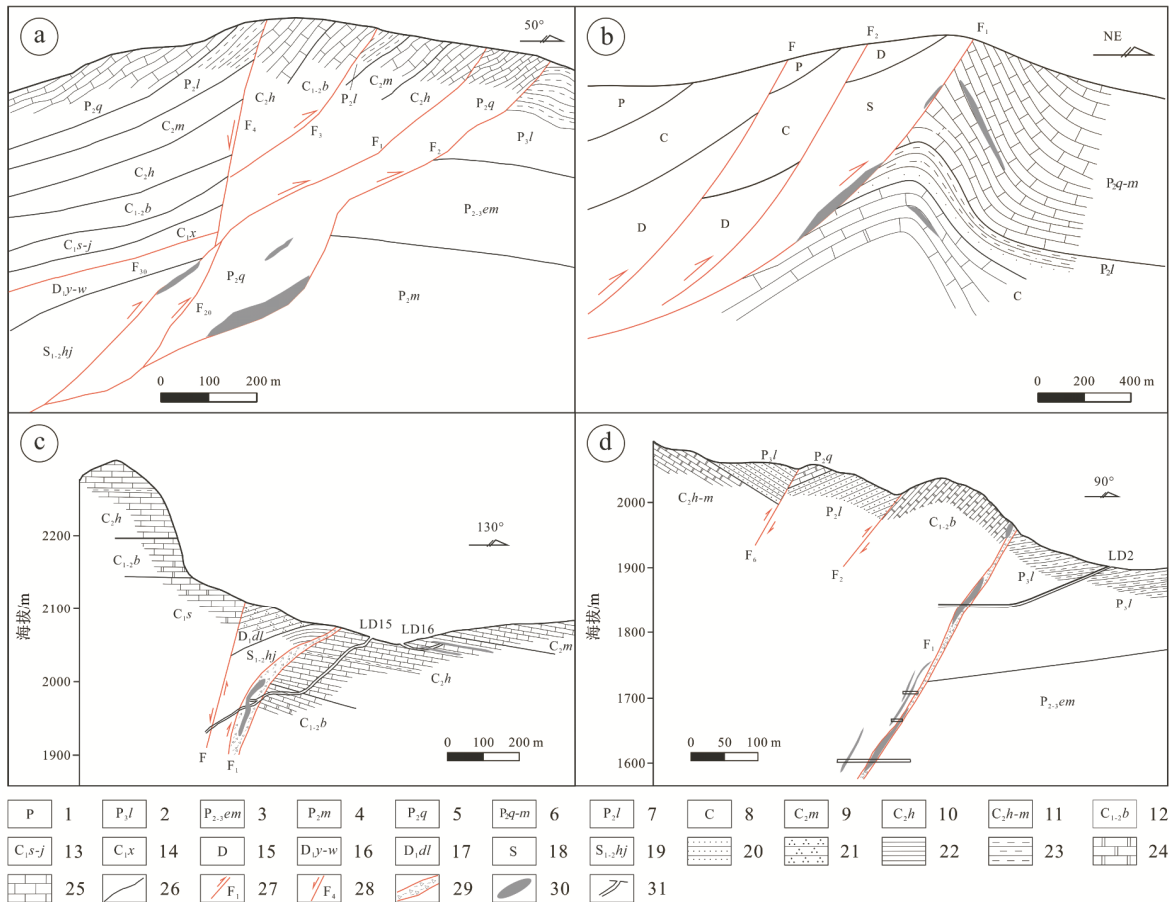 a
50°
P₂q
P₂l
C₂m
C₂h
C₁₋₂b
C₁s-j
C₁x
F₃₀
D₁y-w
S₁₋₂hj
C₂h
F₄
C₁₋₂b
F₃
P₂l
C₂m
C₂h
F₁
P₂q
F₂
P₃l
P₂₋₃em
P₂m
P₂q
F₂₀
0 100 200 m
b
NE
F
F₂
F₁
P
C
D
P
C
D
D
S
P₂q-m
P₂l
C
0 200 400 m
c
130°
海拔/m
2200
2100
2000
1900
C₂h
C₁₋₂b
C₁s
D₁dl
S₁₋₂hj
LD15
LD16
C₂m
C₂h
C₁₋₂b
F
F₁
0 100 200 m
d
90°
海拔/m
2000
1900
1800
1700
1600
C₂h-m
P₃l
P₂q
P₂l
C₁₋₂b
LD2
P₃l
P₃l
F₆
F₂
F₁
P₂₋₃em
0 50 100 m
P 1 P₃l 2 P₂₋₃em 3 P₂m 4 P₂q 5 P₂q-m 6 P₂l 7 C 8 C₂m 9 C₂h 10 C₂h-m 11 C₁₋₂b 12
C₁s-j 13 C₁x 14 D 15 D₁y-w 16 D₁dl 17 S 18 S₁₋₂hj 19 20 21 22 23 24
25 26 F₁ 27 F₄ 28 29 30 31